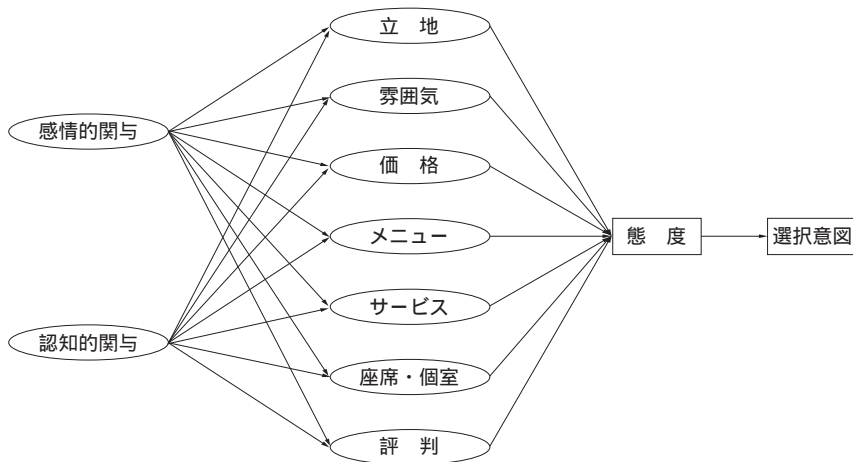 立　地
雰囲気
感情的関与
価　格
メニュー
態　度
選択意図
サービス
認知的関与
座席・個室
評　判